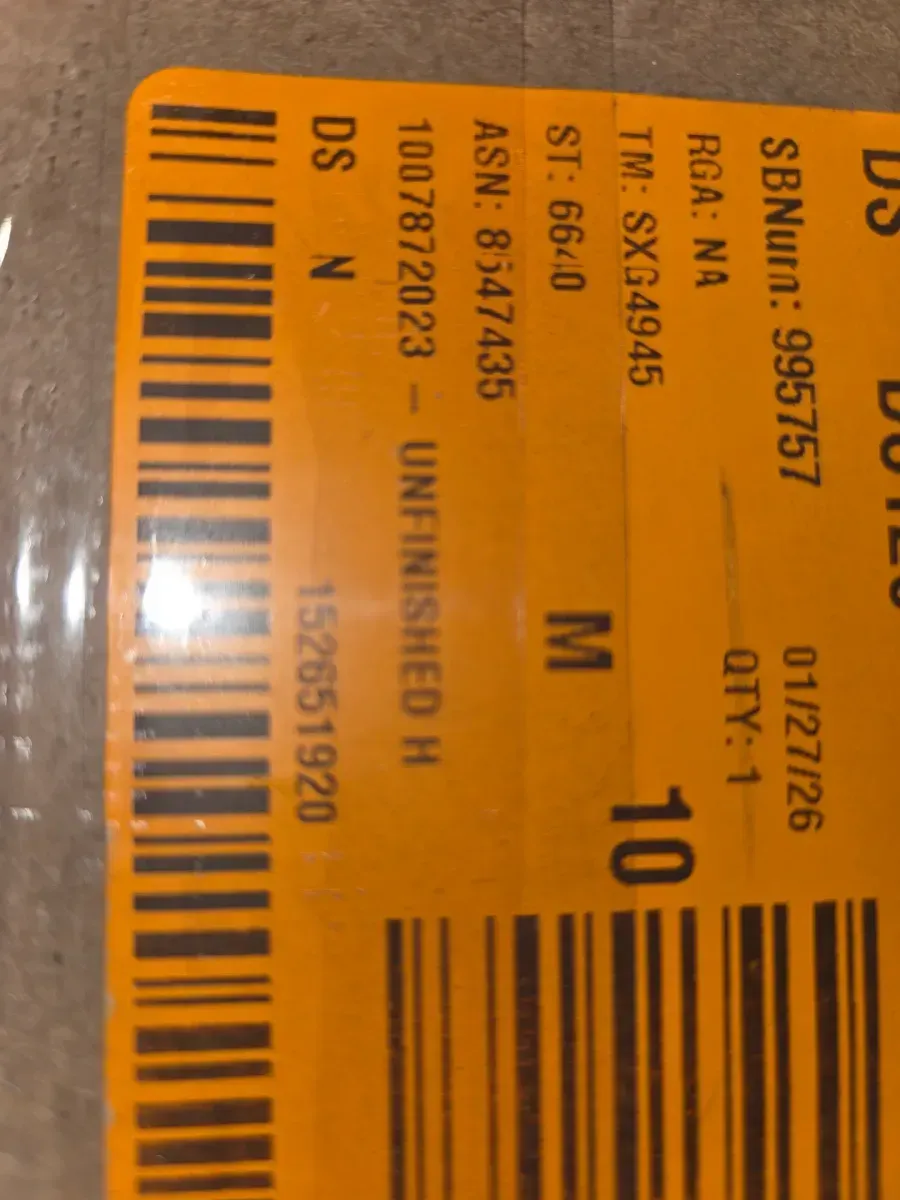 DS
SBNum: 995757 01/27/26
RGA: NA QTY: 1
TM: SXG4945 10
ST: 6640 M
ASN: 8547435
1007872023 - UNFINISHED H
DS N 152651920